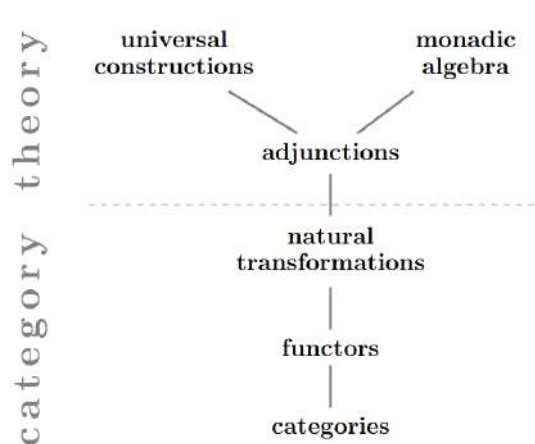 universal
constructions
monadic
algebra
adjunctions
natural
transformations
functors
categories
category theory